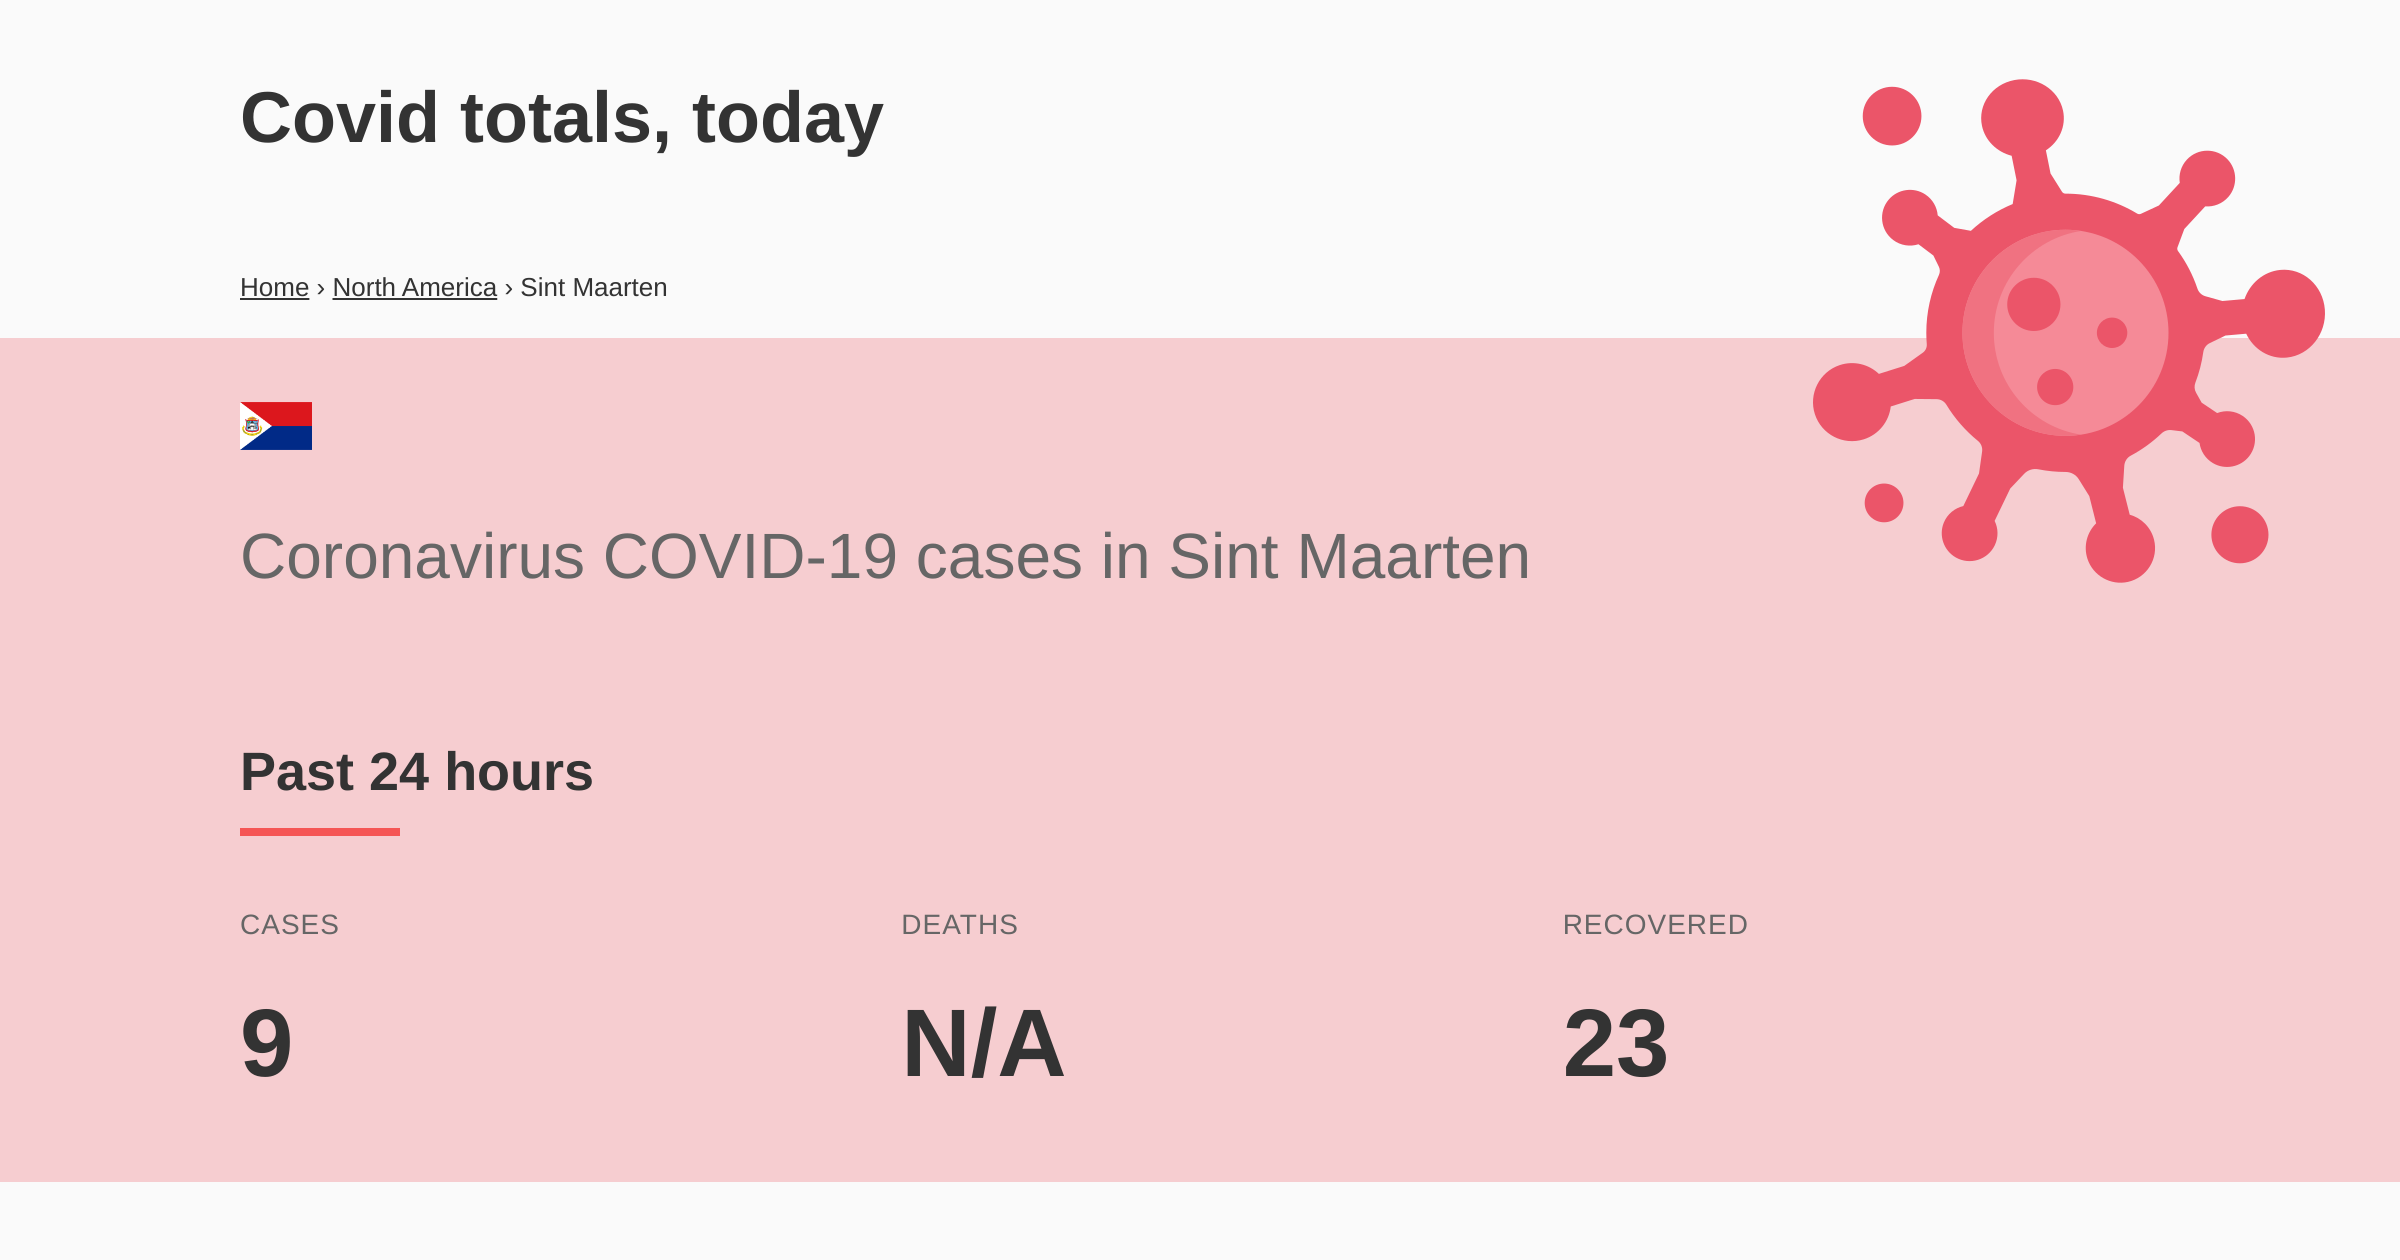 Covid totals, today
Home › North America › Sint Maarten
Coronavirus COVID-19 cases in Sint Maarten
Past 24 hours
CASES DEATHS RECOVERED
9 N/A 23